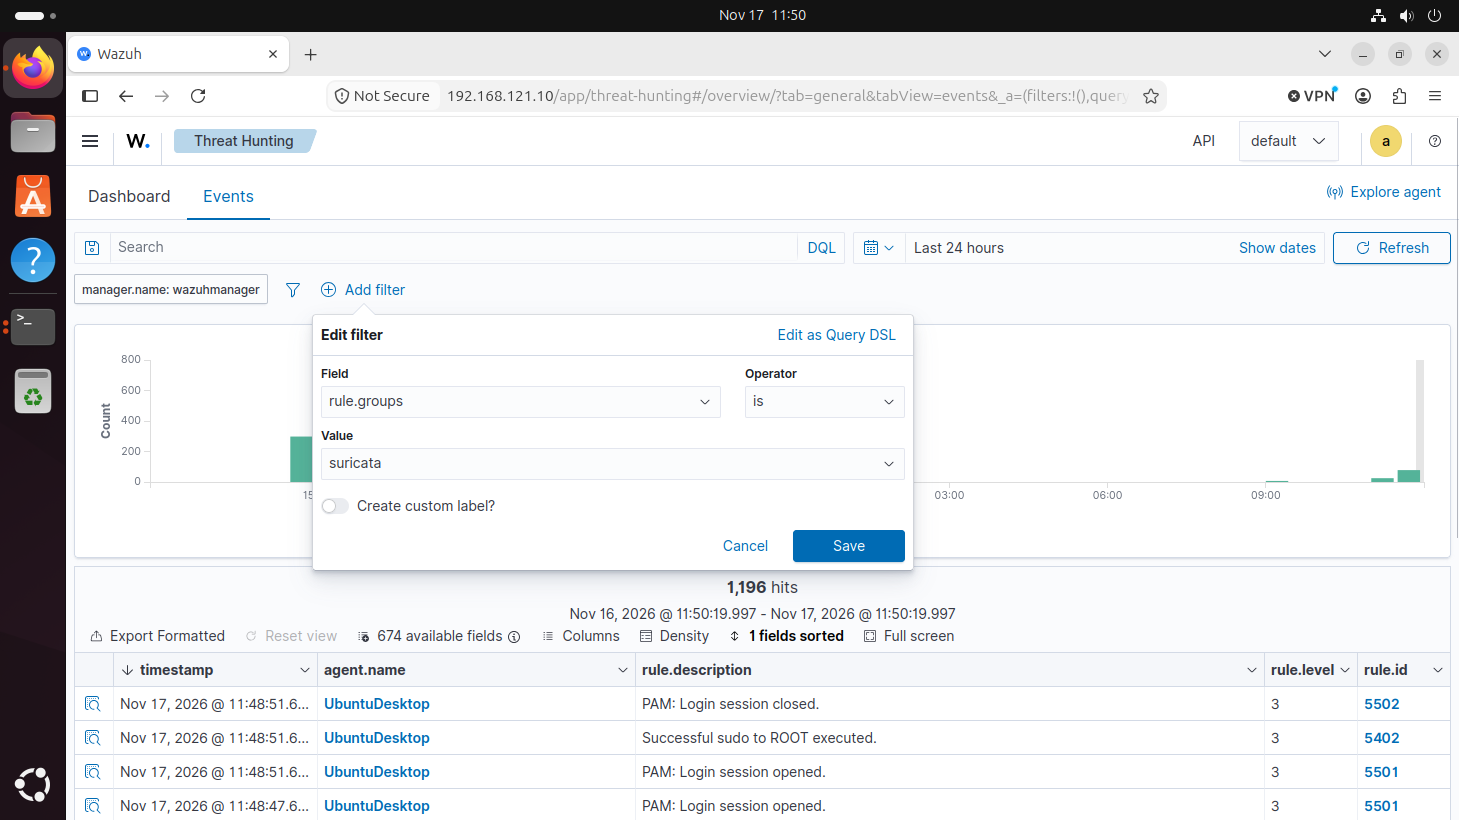 Nov 17 11:50
Wazuh
Not Secure
192.168.121.10/app/threat-hunting#/overview/?tab=general&tabView=events&_a=(filters:!(),query
VPN
W.
Threat Hunting
API
default
a
Dashboard
Events
Explore agent
Search
DQL
Last 24 hours
Show dates
Refresh
manager.name: wazuhmanager
Add filter
Edit filter
Edit as Query DSL
Field
Operator
rule.groups
is
Value
suricata
Create custom label?
Cancel
Save
Count
800
600
400
200
0
15
03:00
06:00
09:00
1,196 hits
Nov 16, 2026 @ 11:50:19.997 - Nov 17, 2026 @ 11:50:19.997
Export Formatted
Reset view
674 available fields
Columns
Density
1 fields sorted
Full screen
timestamp
agent.name
rule.description
rule.level
rule.id
Nov 17, 2026 @ 11:48:51.6... UbuntuDesktop PAM: Login session closed. 3 5502
Nov 17, 2026 @ 11:48:51.6... UbuntuDesktop Successful sudo to ROOT executed. 3 5402
Nov 17, 2026 @ 11:48:51.6... UbuntuDesktop PAM: Login session opened. 3 5501
Nov 17, 2026 @ 11:48:47.6... UbuntuDesktop PAM: Login session opened. 3 5501